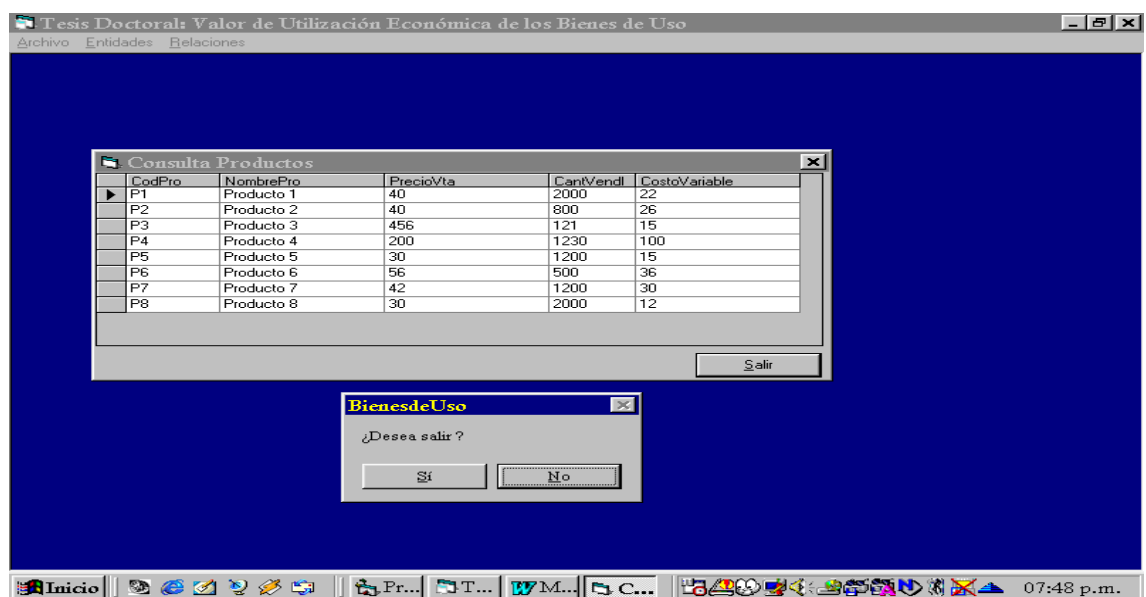 Tesis Doctoral: Valor de Utilización Económica de los Bienes de Uso
Archivo Entidades Relaciones
Consulta Productos
CodPro NombrePro PrecioVta CantVendI CostoVariable
P1 Producto 1 40 2000 22
P2 Producto 2 40 800 26
P3 Producto 3 456 121 15
P4 Producto 4 200 1230 100
P5 Producto 5 30 1200 15
P6 Producto 6 56 500 36
P7 Producto 7 42 1200 30
P8 Producto 8 30 2000 12
Salir
BienesdeUso
¿Desea salir ?
Sí No
Inicio Pr... T... M... C... 07:48 p.m.